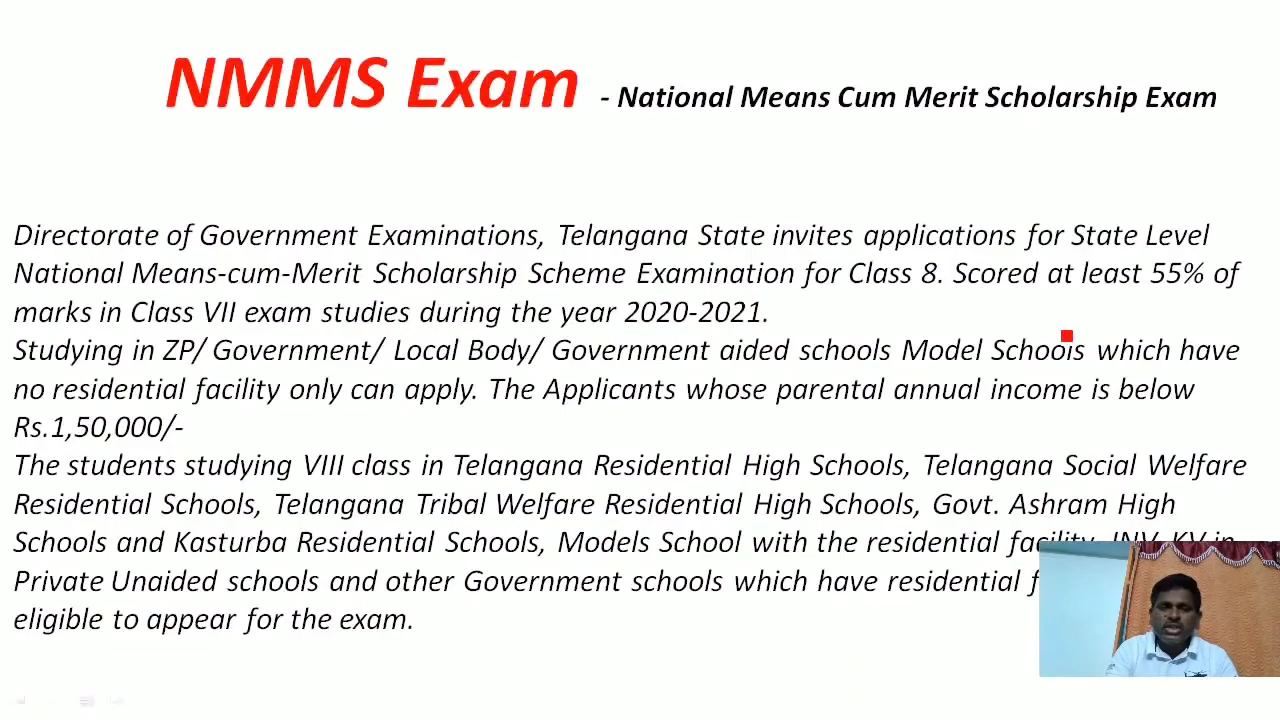 NMMS Exam - National Means Cum Merit Scholarship Exam
Directorate of Government Examinations, Telangana State invites applications for State Level
National Means-cum-Merit Scholarship Scheme Examination for Class 8. Scored at least 55% of
marks in Class VII exam studies during the year 2020-2021.
Studying in ZP/ Government/ Local Body/ Government aided schools Model Schools which have
no residential facility only can apply. The Applicants whose parental annual income is below
Rs.1,50,000/-
The students studying VIII class in Telangana Residential High Schools, Telangana Social Welfare
Residential Schools, Telangana Tribal Welfare Residential High Schools, Govt. Ashram High
Schools and Kasturba Residential Schools, Models School with the residential facility, JNV, KV in
Private Unaided schools and other Government schools which have residential
eligible to appear for the exam.